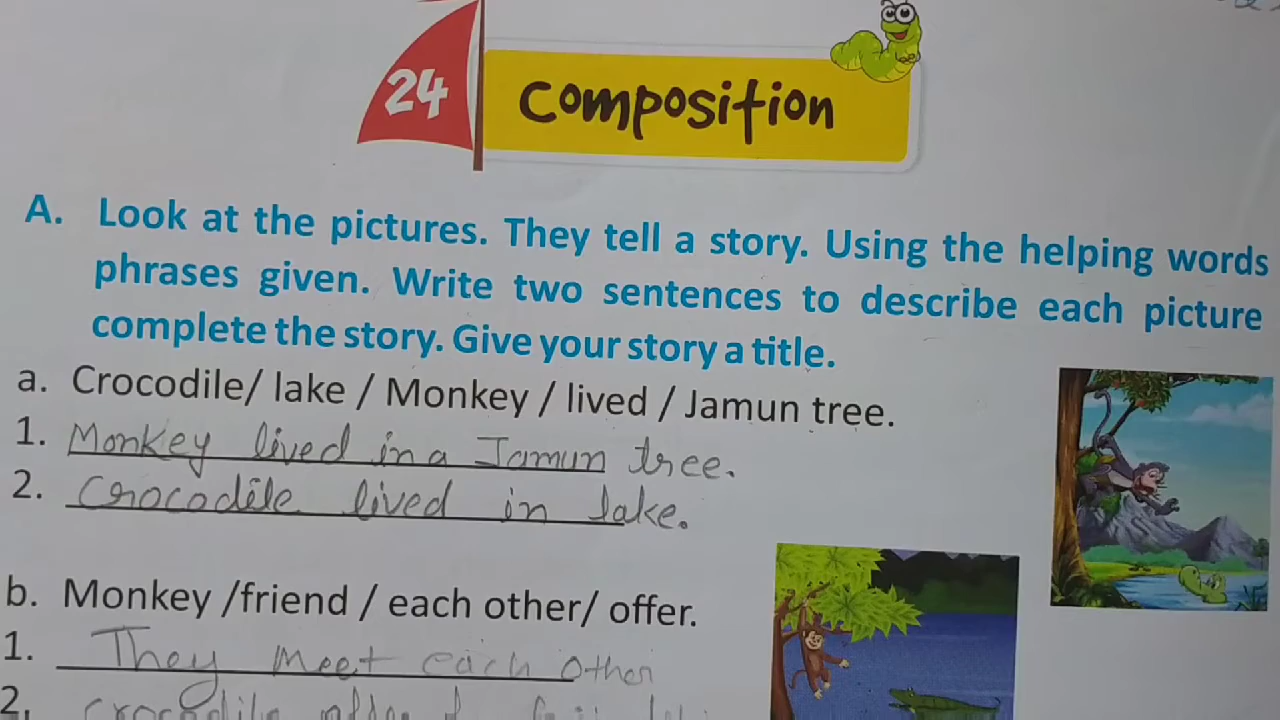 24
Composition
A. Look at the pictures. They tell a story. Using the helping words
phrases given. Write two sentences to describe each picture
complete the story. Give your story a title.
a. Crocodile/ lake / Monkey / lived / Jamun tree.
1. Monkey lived in a Jamun tree.
2. Crocodile lived in lake.
b. Monkey /friend / each other/ offer.
1. They meet each other
2. Crocodile